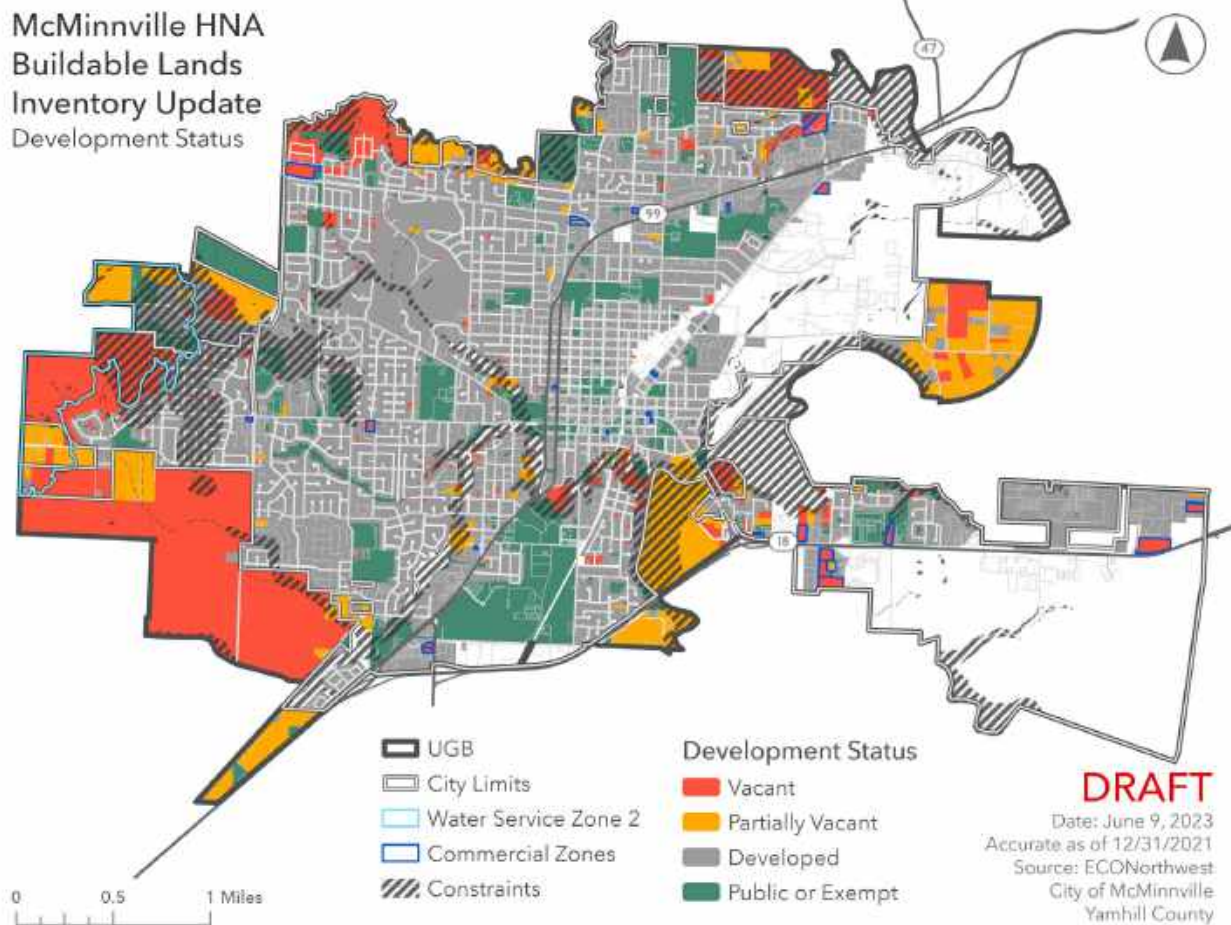 McMinnville HNA
Buildable Lands
Inventory Update
Development Status
47
99
18
UGB
City Limits
Water Service Zone 2
Commercial Zones
Constraints
Development Status
Vacant
Partially Vacant
Developed
Public or Exempt
DRAFT
Date: June 9, 2023
Accurate as of 12/31/2021
Source: ECONorthwest
City of McMinnville
Yamhill County
0 0.5 1 Miles